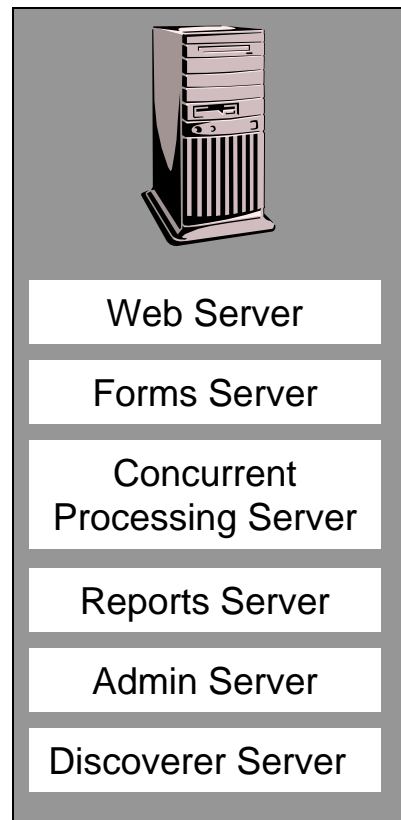 Web Server
Forms Server
Concurrent
Processing Server
Reports Server
Admin Server
Discoverer Server